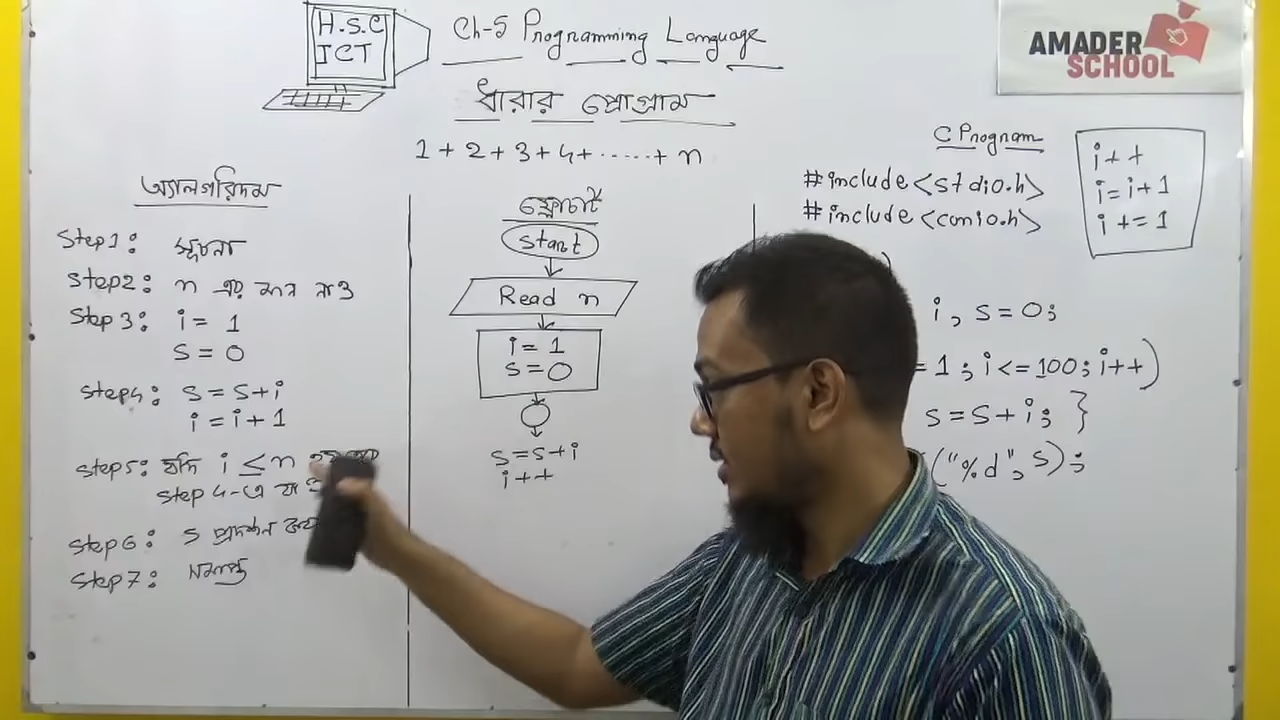 H.S.C
ICT
Ch-5 Programming Language
AMADER
SCHOOL
ধারার প্রোগ্রাম
1 + 2 + 3 + 4 + ...... + n
অ্যালগরিদম
Step1: সূচনা
Step2: n এর মান নাও
Step 3: i = 1
S = 0
Step4: S = S + i
i = i + 1
Step5: যদি i ≤ n
Step 4-এ যা
Step6: S প্রদর্শন
Step7: সমাপ্ত
ফ্লোচার্ট
Start
Read n
i = 1
S = 0
S = S + i
i + +
C Program
#include <stdio.h>
#include <conio.h>
)
i, s = 0;
= 1 ; i <= 100; i++)
s = s + i; }
("%d", s);
i + +
i = i + 1
i += 1